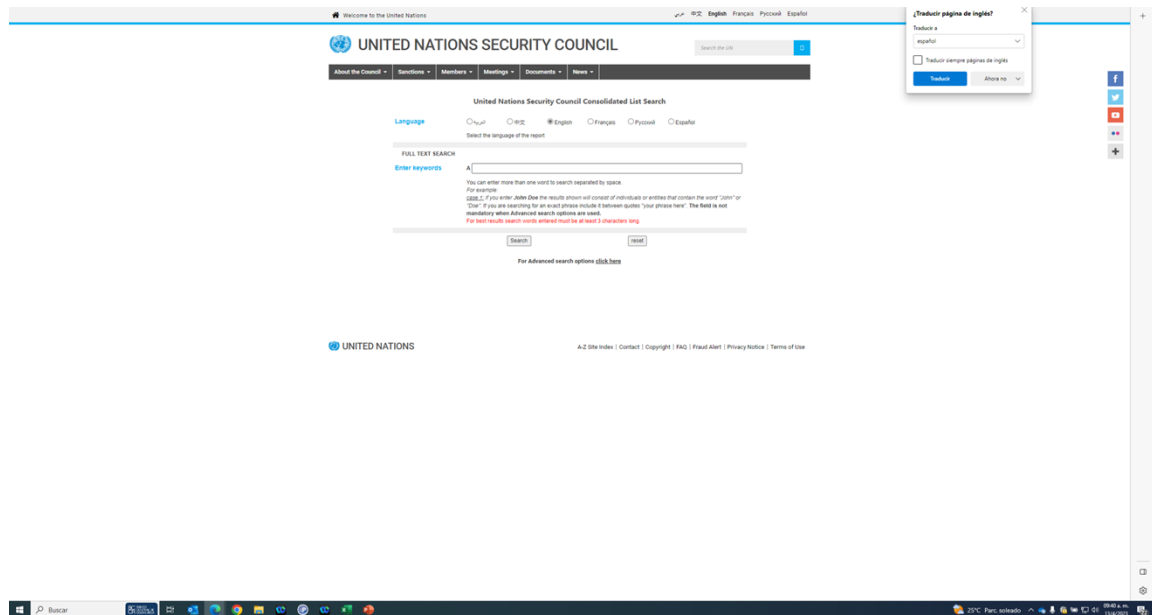 Welcome to the United Nations
عربي 中文 English Français Русский Español
UNITED NATIONS SECURITY COUNCIL
Search the UN
About the Council
Sanctions
Members
Meetings
Documents
News
¿Traducir página de inglés?
Traducir a
español
Traducir siempre páginas de inglés
Traducir
Ahora no
United Nations Security Council Consolidated List Search
Language
العربية 中文 English Français Русский Español
Select the language of the report
FULL TEXT SEARCH
Enter keywords
A
You can enter more than one word to search separated by space.
For example:
case 1: if you enter John Doe the results shown will consist of individuals or entities that contain the word "John" or
"Doe". If you are searching for an exact phrase include it between quotes "your phrase here". The field is not
mandatory when Advanced search options are used.
For best results search words entered must be at least 3 characters long.
Search
reset
For Advanced search options click here
UNITED NATIONS
A-Z Site Index | Contact | Copyright | FAQ | Fraud Alert | Privacy Notice | Terms of Use
Buscar
25°C Parc. soleado
09:40 a. m.